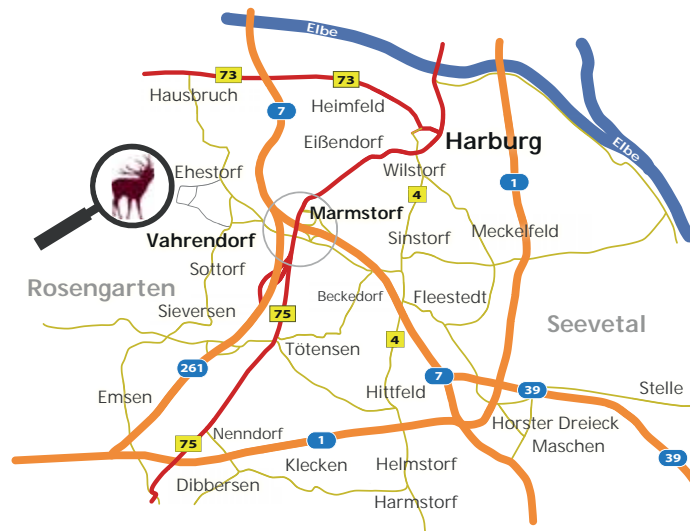 Elbe
73
73
Hausbruch
Heimfeld
7
Eißendorf
Harburg
Elbe
Ehestorf
Wilstorf
1
4
Marmstorf
Vahrendorf
Sinstorf
Meckelfeld
Sottorf
Rosengarten
Beckedorf
Fleestedt
Sieversen
75
Seevetal
Tötensen
4
261
7
39
Stelle
Emsen
Hittfeld
Horster Dreieck
Maschen
Nenndorf
1
75
Klecken
Helmstorf
39
Dibbersen
Harmstorf